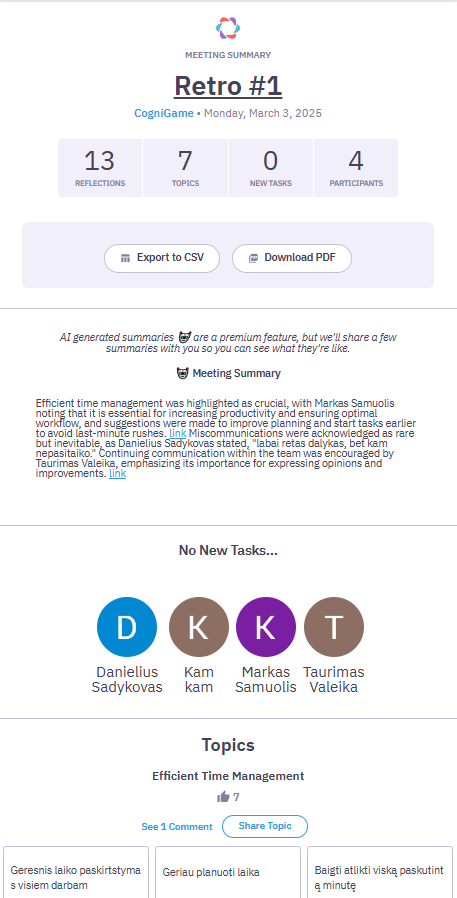 MEETING SUMMARY
Retro #1
CogniGame • Monday, March 3, 2025
13 7 0 4
REFLECTIONS TOPICS NEW TASKS PARTICIPANTS
Export to CSV Download PDF
AI generated summaries are a premium feature, but we'll share a few
summaries with you so you can see what they're like.
Meeting Summary
Efficient time management was highlighted as crucial, with Markas Samuolis
noting that it is essential for increasing productivity and ensuring optimal
workflow, and suggestions were made to improve planning and start tasks earlier
to avoid last-minute rushes. link Miscommunications were acknowledged as rare
but inevitable, as Danielius Sadykovas stated, "labai retas dalykas, bet kam
nepasitaiko." Continuing communication within the team was encouraged by
Taurimas Valeika, emphasizing its importance for expressing opinions and
improvements. link
No New Tasks...
D K K T
Danielius Kam Markas Taurimas
Sadykovas kam Samuolis Valeika
Topics
Efficient Time Management
7
See 1 Comment Share Topic
Geresnis laiko paskirtstyma Geriau planuoti laika Baigti atlikti viską paskutint
s visiem darbam ą minutę